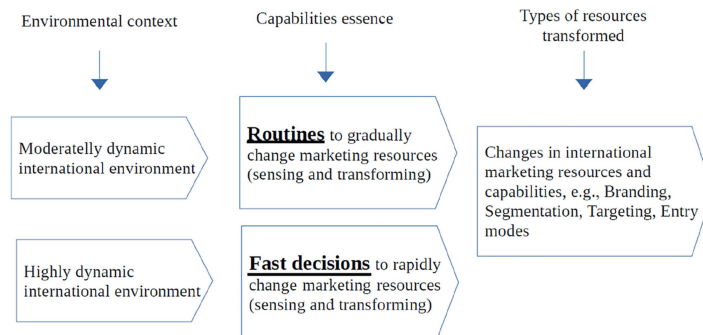 Environmental context
Capabilities essence
Types of resources
transformed
Moderatelly dynamic
international environment
Routines to gradually
change marketing resources
(sensing and transforming)
Changes in international
marketing resources and
capabilities, e.g., Branding,
Segmentation, Targeting, Entry
modes
Highly dynamic
international environment
Fast decisions to rapidly
change marketing resources
(sensing and transforming)